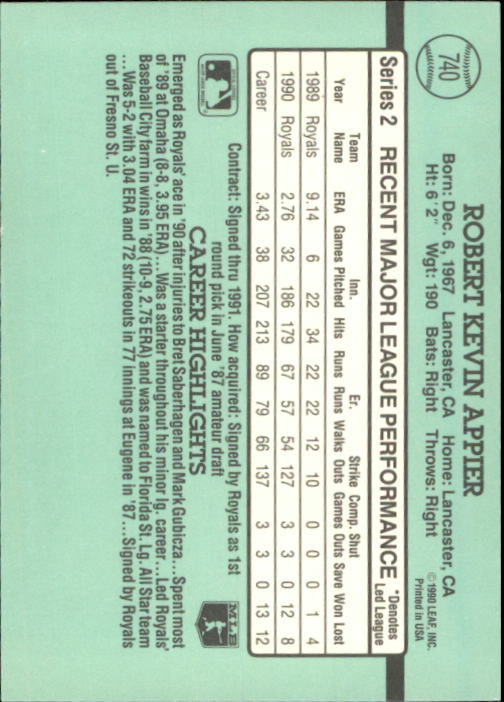 740
ROBERT KEVIN APPIER
Born: Dec. 6, 1967 Lancaster, CA Home: Lancaster, CA
Ht: 6'2" Wgt: 190 Bats: Right Throws: Right
©1990 LEAF, INC.
Printed in USA
Series 2 RECENT MAJOR LEAGUE PERFORMANCE *Denotes
Led League
Inn. Er. Strike Comp. Shut
Year Team Name ERA Games Pitched Hits Runs Runs Walks Outs Games Outs Save Won Lost
1989 Royals 9.14 6 22 34 22 22 12 10 0 0 0 1 4
1990 Royals 2.76 32 186 179 67 57 54 127 3 3 0 12 8
Career 3.43 38 207 213 89 79 66 137 3 3 0 13 12
Contract: Signed thru 1991. How acquired: Signed by Royals as 1st
round pick in June '87 amateur draft
CAREER HIGHLIGHTS
MLB
Emerged as Royals' ace in '90 after injuries to Bret Saberhagen and Mark Gubicza...Spent most
of '89 at Omaha (8-8, 3.95 ERA)...Was a starter throughout his minor lg. career...Led Royals'
Baseball City farm in wins in '88 (10-9, 2.75 ERA) and was named to Florida St. Lg. All Star team
...Was 5-2 with 3.04 ERA and 72 strikeouts in 77 innings at Eugene in '87...Signed by Royals
out of Fresno St. U.